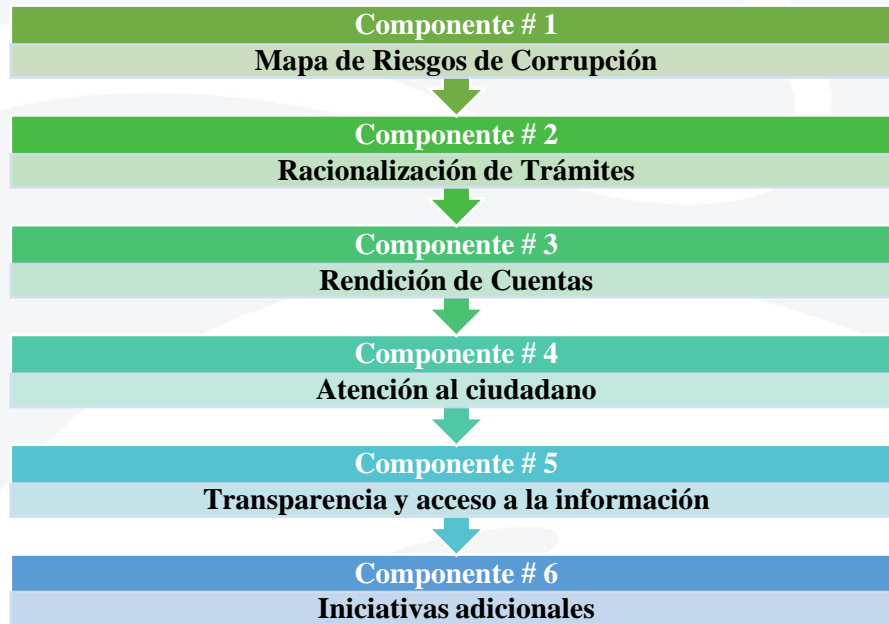 Componente # 1
Mapa de Riesgos de Corrupción
Componente # 2
Racionalización de Trámites
Componente # 3
Rendición de Cuentas
Componente # 4
Atención al ciudadano
Componente # 5
Transparencia y acceso a la información
Componente # 6
Iniciativas adicionales